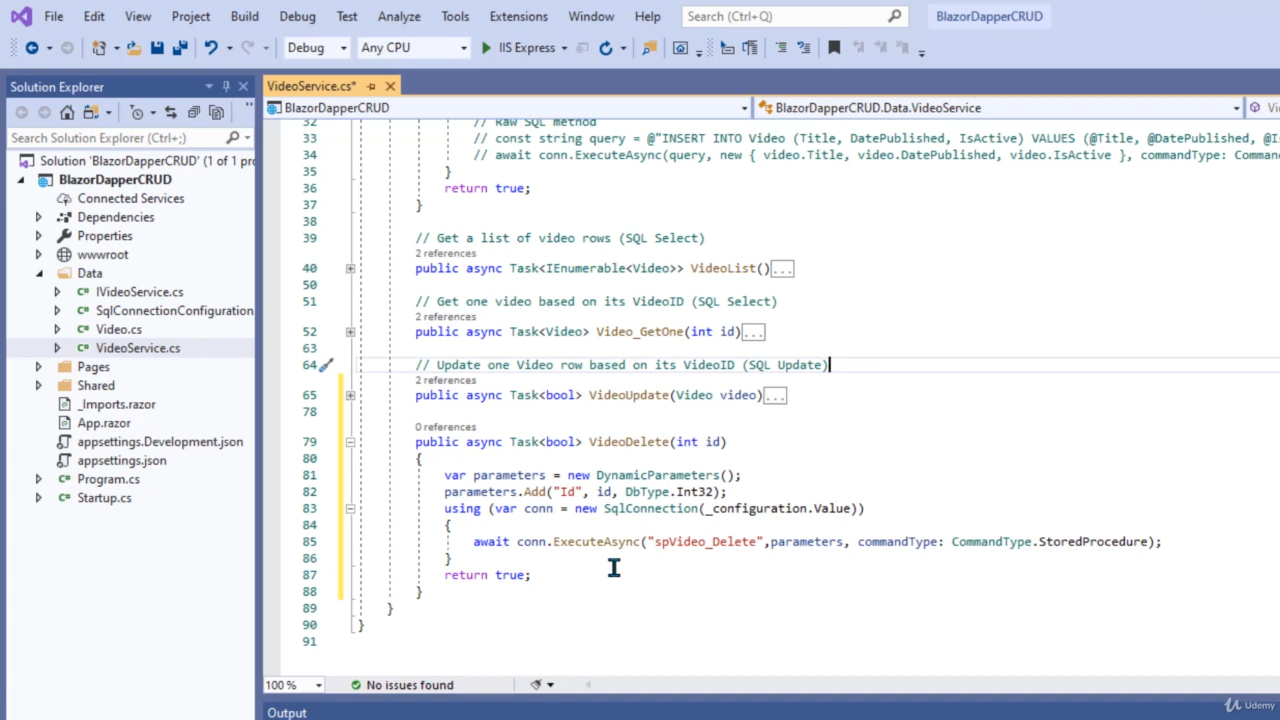 File Edit View Project Build Debug Test Analyze Tools Extensions Window Help Search (Ctrl+Q) BlazorDapperCRUD
Debug Any CPU IIS Express
Solution Explorer
Search Solution Explorer (Ctrl+;)
Solution 'BlazorDapperCRUD' (1 of 1 pro
BlazorDapperCRUD
Connected Services
Dependencies
Properties
wwwroot
Data
IVideoService.cs
SqlConnectionConfiguration
Video.cs
VideoService.cs
Pages
Shared
_Imports.razor
App.razor
appsettings.Development.json
appsettings.json
Program.cs
Startup.cs
VideoService.cs*
BlazorDapperCRUD BlazorDapperCRUD.Data.VideoService Vi
32 // Raw SQL method
33 // const string query = @"INSERT INTO Video (Title, DatePublished, IsActive) VALUES (@Title, @DatePublished, @Is
34 // await conn.ExecuteAsync(query, new { video.Title, video.DatePublished, video.IsActive }, commandType: Comman
35 }
36 return true;
37 }
38
39 // Get a list of video rows (SQL Select)
2 references
40 public async Task<IEnumerable<Video>> VideoList()...
50
51 // Get one video based on its VideoID (SQL Select)
2 references
52 public async Task<Video> Video_GetOne(int id)...
63
64 // Update one Video row based on its VideoID (SQL Update)
2 references
65 public async Task<bool> VideoUpdate(Video video)...
78
0 references
79 public async Task<bool> VideoDelete(int id)
80 {
81 var parameters = new DynamicParameters();
82 parameters.Add("Id", id, DbType.Int32);
83 using (var conn = new SqlConnection(_configuration.Value))
84 {
85 await conn.ExecuteAsync("spVideo_Delete",parameters, commandType: CommandType.StoredProcedure);
86 }
87 return true;
88 }
89 }
90 }
91
100 % No issues found
Output
Udemy